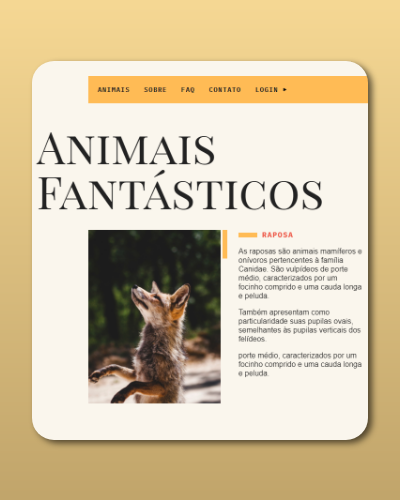 ANIMAIS SOBRE FAQ CONTATO LOGIN ▶
ANIMAIS
FANTÁSTICOS
RAPOSA
As raposas são animais mamíferos e
onívoros pertencentes à família
Canidae. São vulpídeos de porte
médio, caracterizados por um
focinho comprido e uma cauda longa
e peluda.
Também apresentam como
particularidade suas pupilas ovais,
semelhantes às pupilas verticais dos
felídeos.
porte médio, caracterizados por um
focinho comprido e uma cauda longa
e peluda.